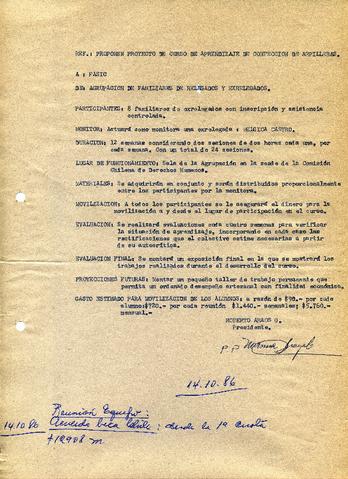 REF.: PROPONEN PROYECTO DE CURSO DE APRENDIZAJE DE CONFECCION DE ARPILLERAS.
A : FASIC
DE: AGRUPACION DE FAMILIARES DE RELEGADOS Y EXRELEGADOS.
PARTICIPANTES: 8 familiares de exrelegados con inscripción y asistencia
controlada.
MONITOR: Actuará como monitora una exrelegada : BELGICA CASTRO.
DURACION: 12 semanas considerando dos sesiones de dos horas cada una, por
cada semana. Con un total de 24 sesiones.
LUGAR DE FUNCIONAMIENTO: Sala de la Agrupación en la sede de la Comisión
Chilena de Derechos Humanos.
MATERIALES: Se adquirirán en conjunto y serán distribuidos proporcionalmente
entre los participantes por la monitora.
MOVILIZACION: A todos los participantes se le asegurará el dinero para la
movilización a y desde el lugar de participación en el curso.
EVALUACION: Se realizará evaluaciones cada cuatro semanas para verificar
la situación de aprendizaje, incorporando en cada caso las
rectificaciones que el colectivo estime necesarias a partir
de su autocrítica.
EVALUACION FINAL: Se montará un exposición final en la que se mostrará los
trabajos realizados durante el desarrollo del curso.
PROYECCIONES FUTURAS: Montar un pequeño taller de trabajo permanente que
permita un ordenado desempeño artesanal con finalidad económica.
GASTO ESTIMADO PARA MOVILIZACION DE LOS ALUMNOS: a razón de $90.- por cada
alumno; $720.- por cada reunión $1.440.- semanales; $5.760.-
mensual.-
ROBERTO ARAOS G.
Presidente.
p.p
14.10.86
Reunión Equipo:
14.10.86 Acuerdo beca Chile: desde la 1ª cuota